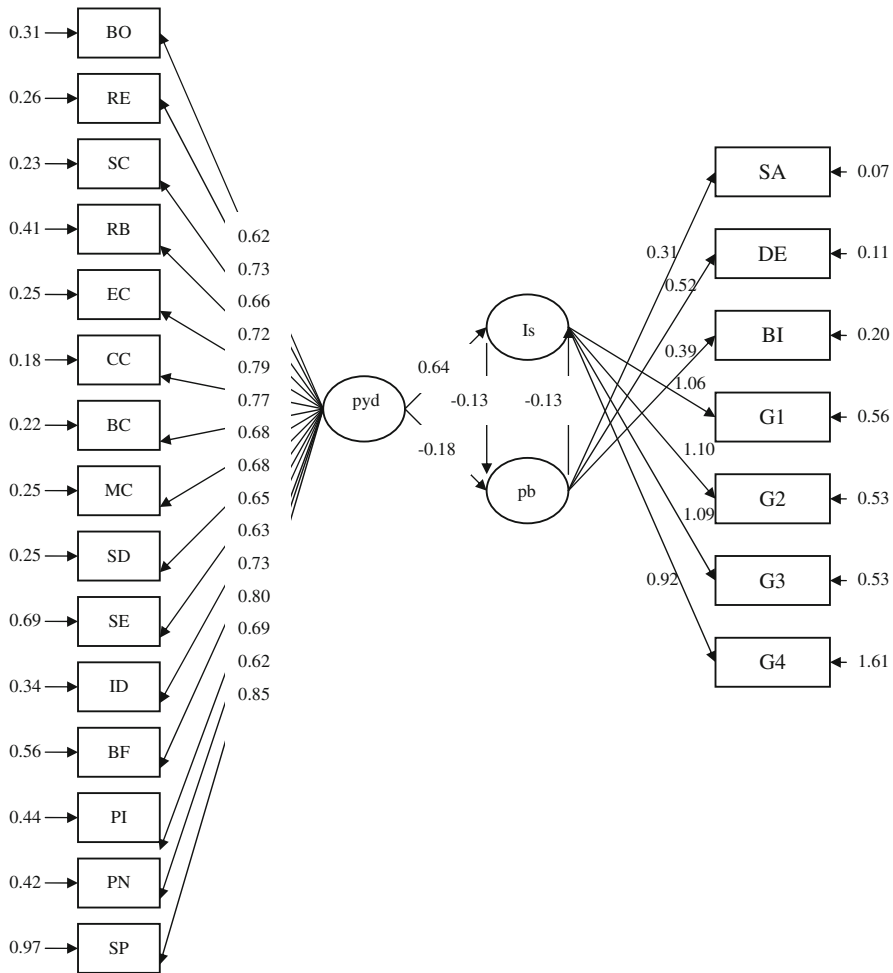 0.31 BO
0.26 RE
0.23 SC
0.41 RB
0.25 EC
0.18 CC
0.22 BC
0.25 MC
0.25 SD
0.69 SE
0.34 ID
0.56 BF
0.44 PI
0.42 PN
0.97 SP
0.62
0.73
0.66
0.72
0.79
0.77
0.68
0.68
0.65
0.63
0.73
0.80
0.69
0.62
0.85
pyd
0.64
-0.18
Is
-0.13 -0.13
pb
0.31
0.52
0.39
1.06
1.10
1.09
0.92
SA 0.07
DE 0.11
BI 0.20
G1 0.56
G2 0.53
G3 0.53
G4 1.61